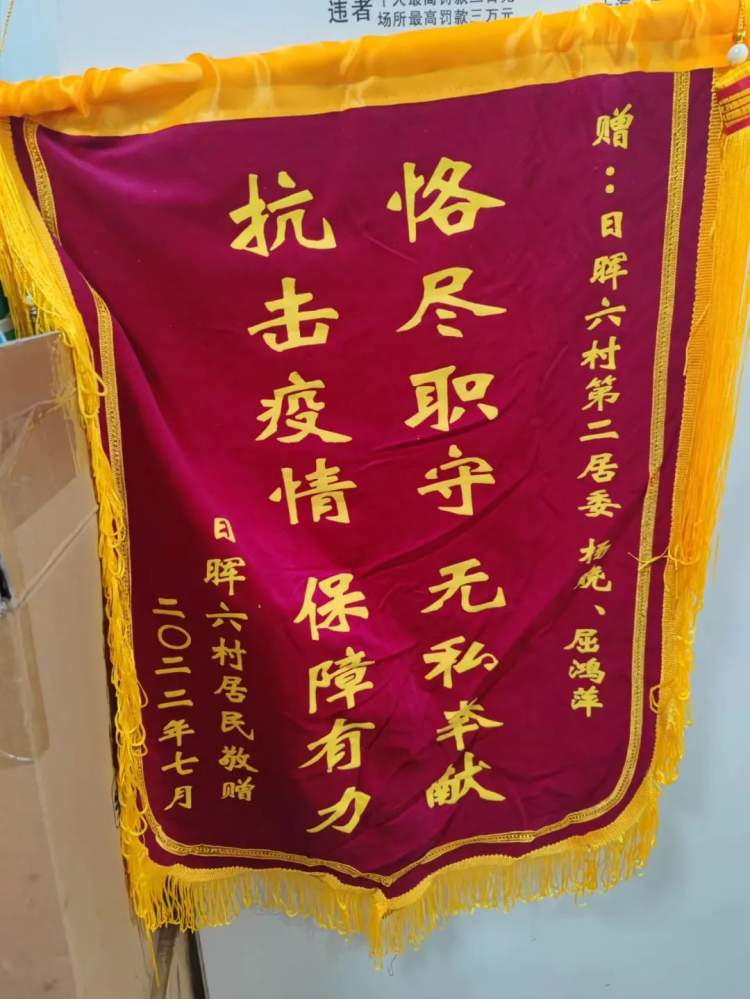 违者
场所最高罚款三万元
赠：日晖六村第二居委 杨晚、屈鸿萍
恪尽职守 无私奉献
抗击疫情 保障有力
日晖六村居民敬赠
二〇二二年七月